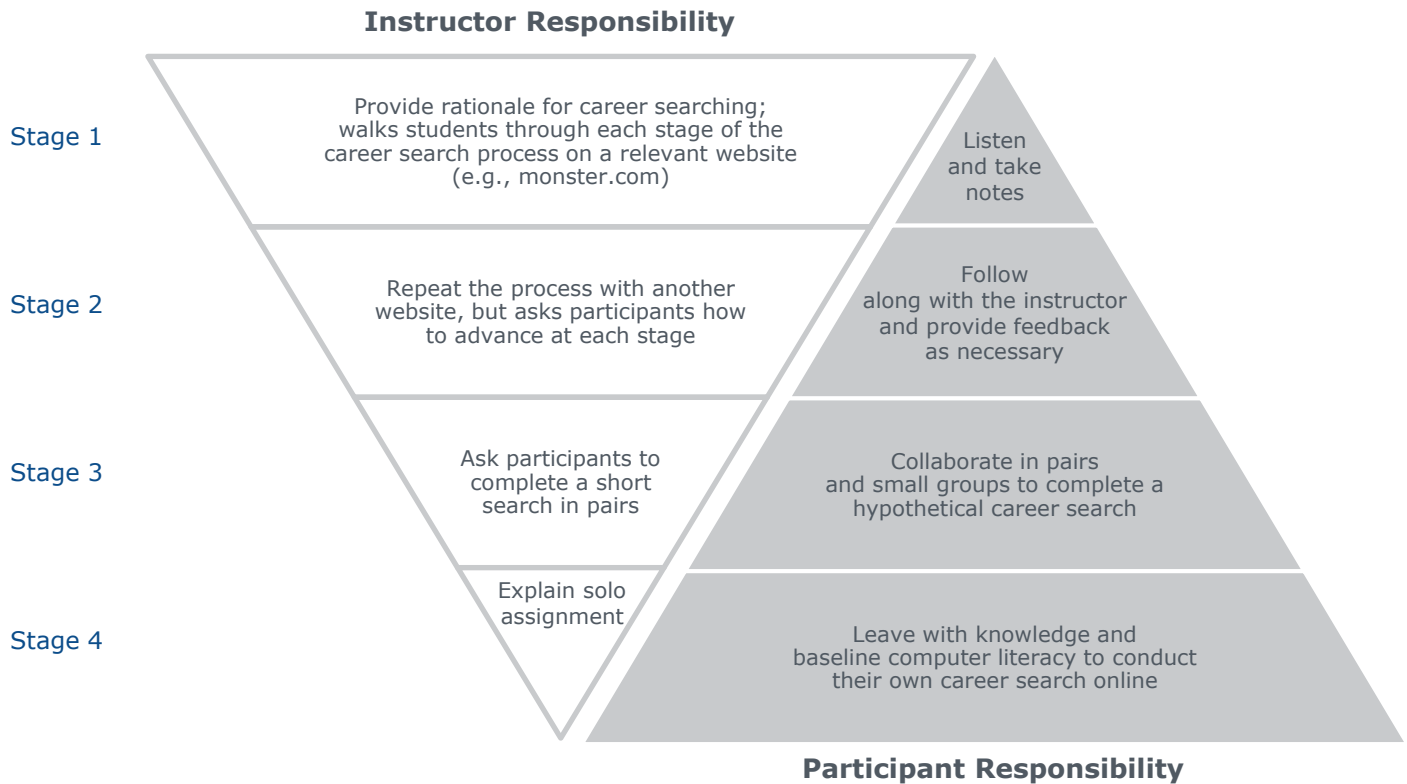 Instructor Responsibility
Stage 1
Provide rationale for career searching;
walks students through each stage of the
career search process on a relevant website
(e.g., monster.com)
Listen
and take
notes
Stage 2
Repeat the process with another
website, but asks participants how
to advance at each stage
Follow
along with the instructor
and provide feedback
as necessary
Stage 3
Ask participants to
complete a short
search in pairs
Collaborate in pairs
and small groups to complete a
hypothetical career search
Stage 4
Explain solo
assignment
Leave with knowledge and
baseline computer literacy to conduct
their own career search online
Participant Responsibility